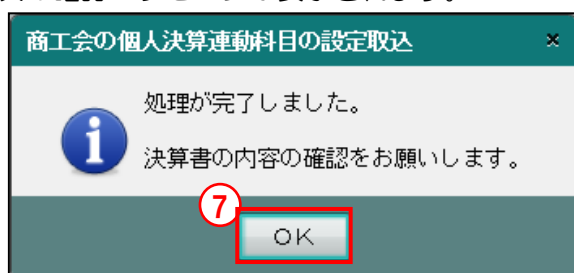 商工会の個人決算連動科目の設定取込 ×
処理が完了しました。
決算書の内容の確認をお願いします。
⑦
OK